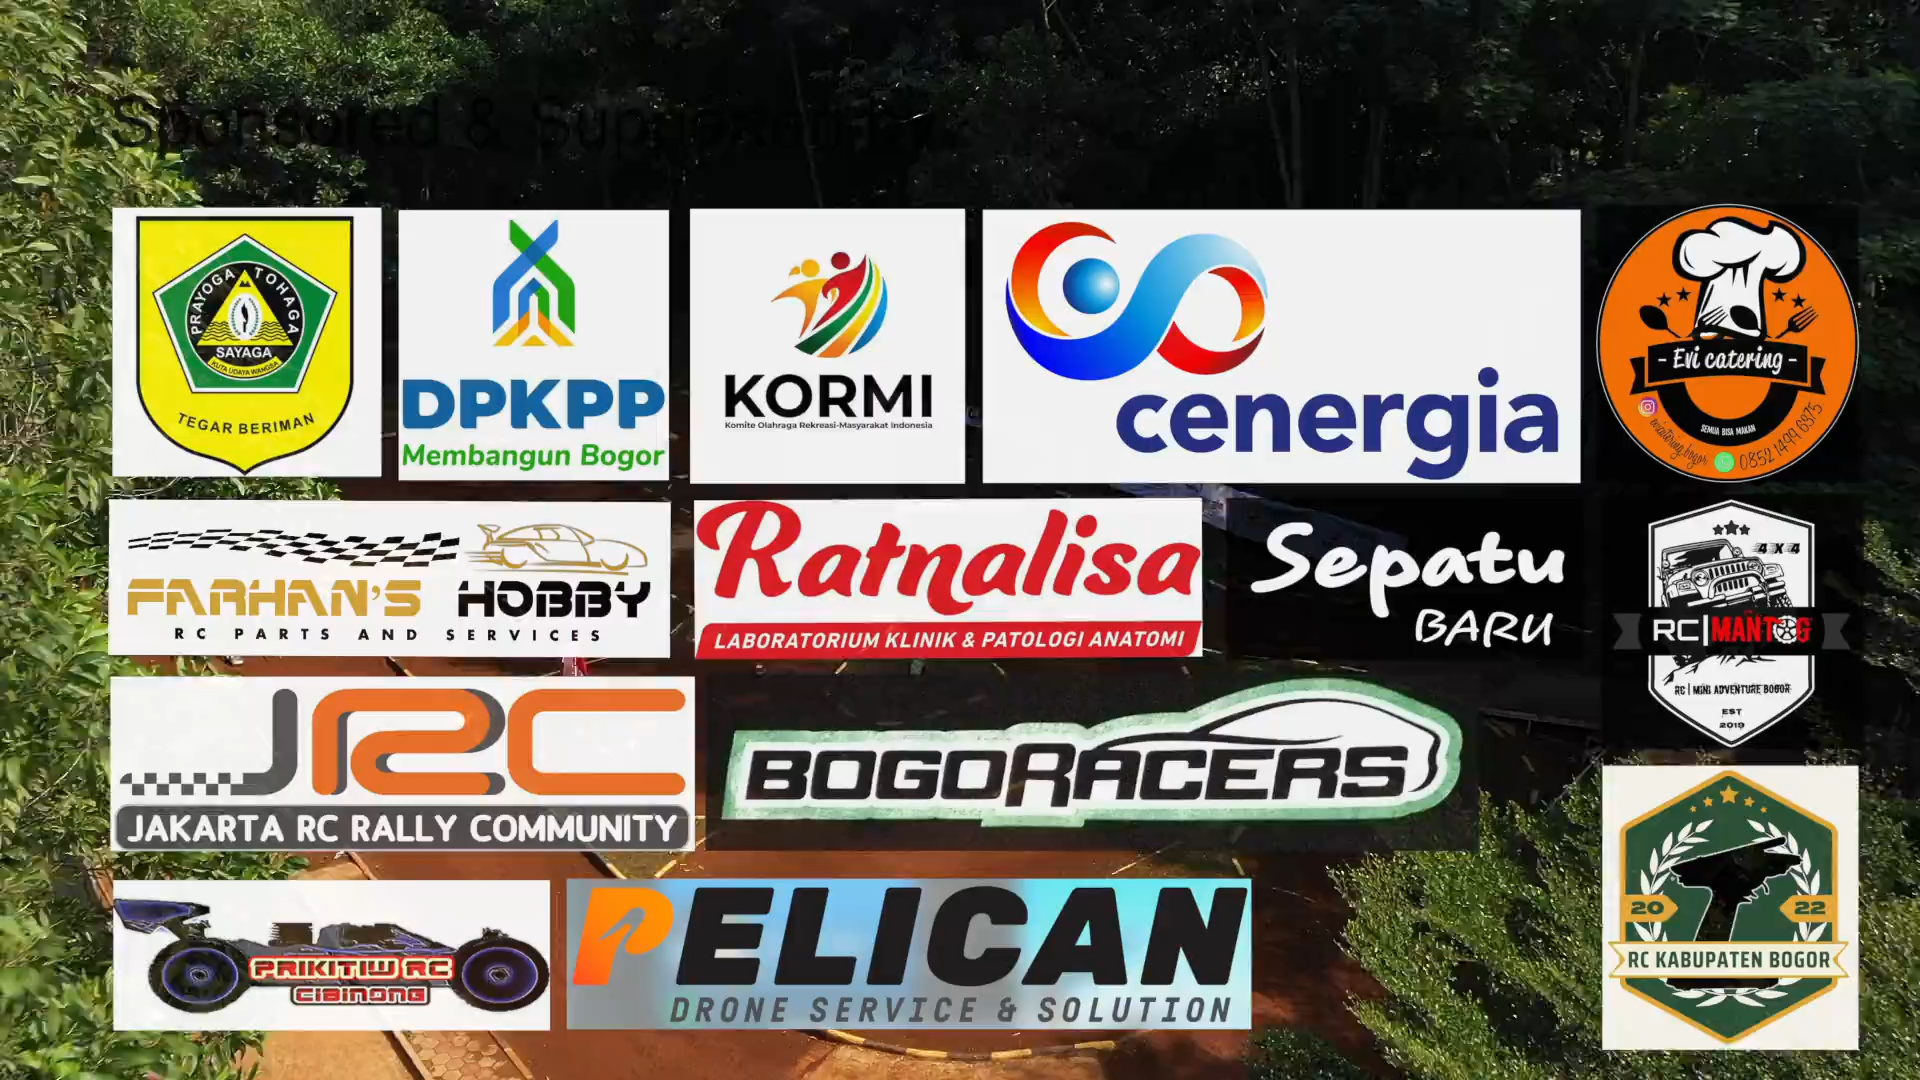 Sponsored & Supported By
PRAYOGA TOHAGA
SAYAGA
KUTA UDAYA WANGSA
TEGAR BERIMAN
DPKPP
Membangun Bogor
KORMI
Komite Olahraga Rekreasi-Masyarakat Indonesia
cenergia
- Evi catering -
SEMUA BISA MAKAN
0852 1499 6375
FARHAN'S HOBBY
RC PARTS AND SERVICES
Ratnalisa
LABORATORIUM KLINIK & PATOLOGI ANATOMI
Sepatu
BARU
4X4
RC|MANTOG
RC | MINI ADVENTURE BOGOR
EST
2019
JRC
JAKARTA RC RALLY COMMUNITY
BOGORACERS
PRIKITIW RC
CIBINONG
PELICAN
DRONE SERVICE & SOLUTION
20 22
RC KABUPATEN BOGOR